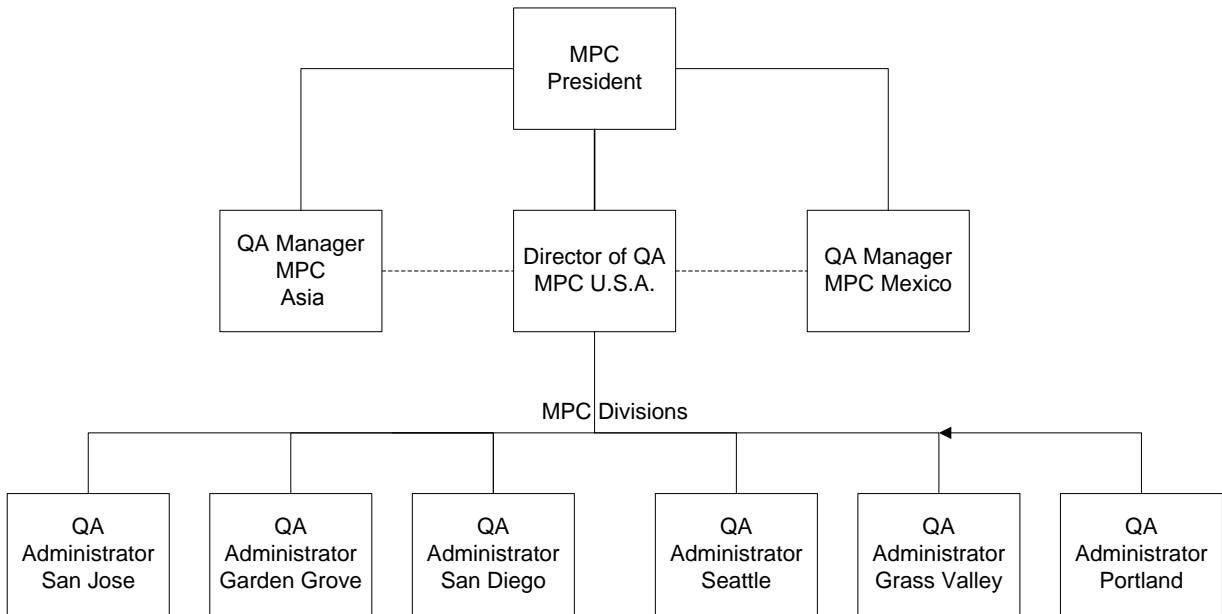 MPC
President
QA Manager
MPC
Asia
Director of QA
MPC U.S.A.
QA Manager
MPC Mexico
MPC Divisions
QA
Administrator
San Jose
QA
Administrator
Garden Grove
QA
Administrator
San Diego
QA
Administrator
Seattle
QA
Administrator
Grass Valley
QA
Administrator
Portland